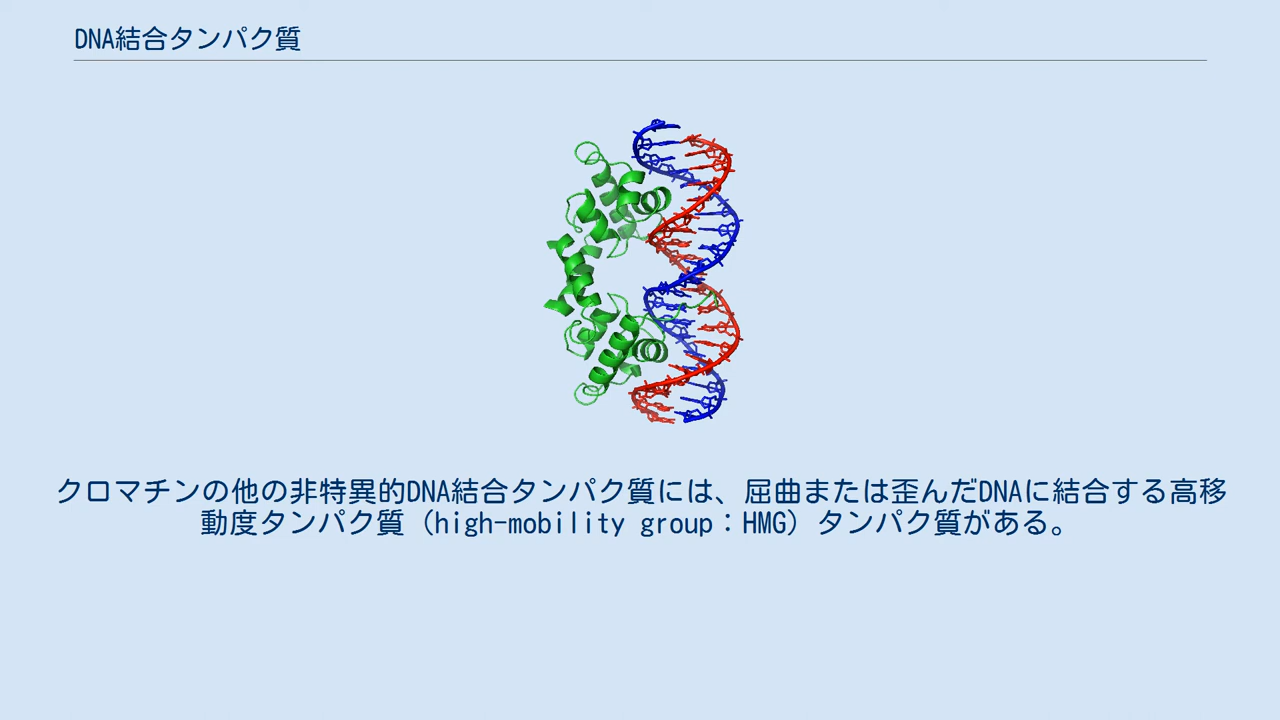 DNA結合タンパク質
クロマチンの他の非特異的DNA結合タンパク質には、屈曲または歪んだDNAに結合する高移
動度タンパク質（high-mobility group：HMG）タンパク質がある。